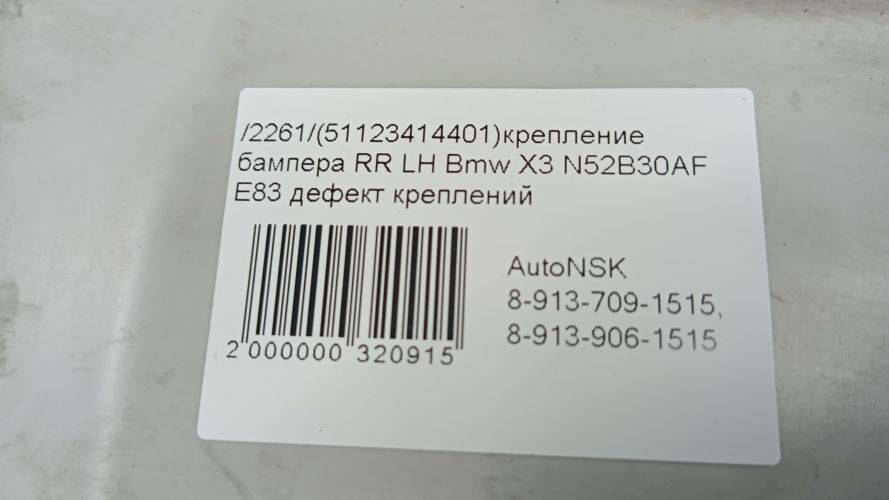 /2261/(51123414401)крепление
бампера RR LH Bmw X3 N52B30AF
E83 дефект креплений
AutoNSK
8-913-709-1515,
8-913-906-1515
2 000000 320915